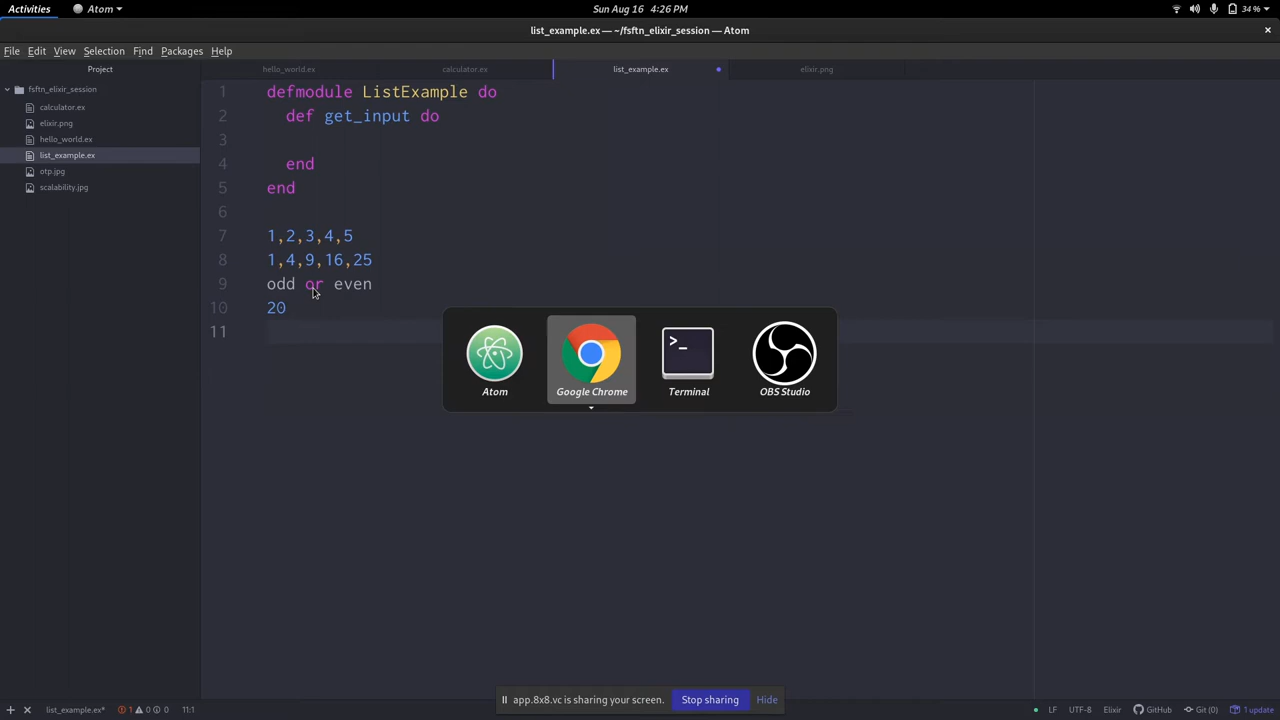 Activities Atom Sun Aug 16 4:26 PM 34 %
list_example.ex — ~/fsftn_elixir_session — Atom
File Edit View Selection Find Packages Help
Project hello_world.ex calculator.ex list_example.ex elixir.png
fsftn_elixir_session
calculator.ex
elixir.png
hello_world.ex
list_example.ex
otp.jpg
scalability.jpg
1 defmodule ListExample do
2 def get_input do
3
4 end
5 end
6
7 1,2,3,4,5
8 1,4,9,16,25
9 odd or even
10 20
11
Atom Google Chrome Terminal OBS Studio
app.8x8.vc is sharing your screen. Stop sharing Hide
list_example.ex* 1 0 0 11:1 LF UTF-8 Elixir GitHub Git (0) 1 update